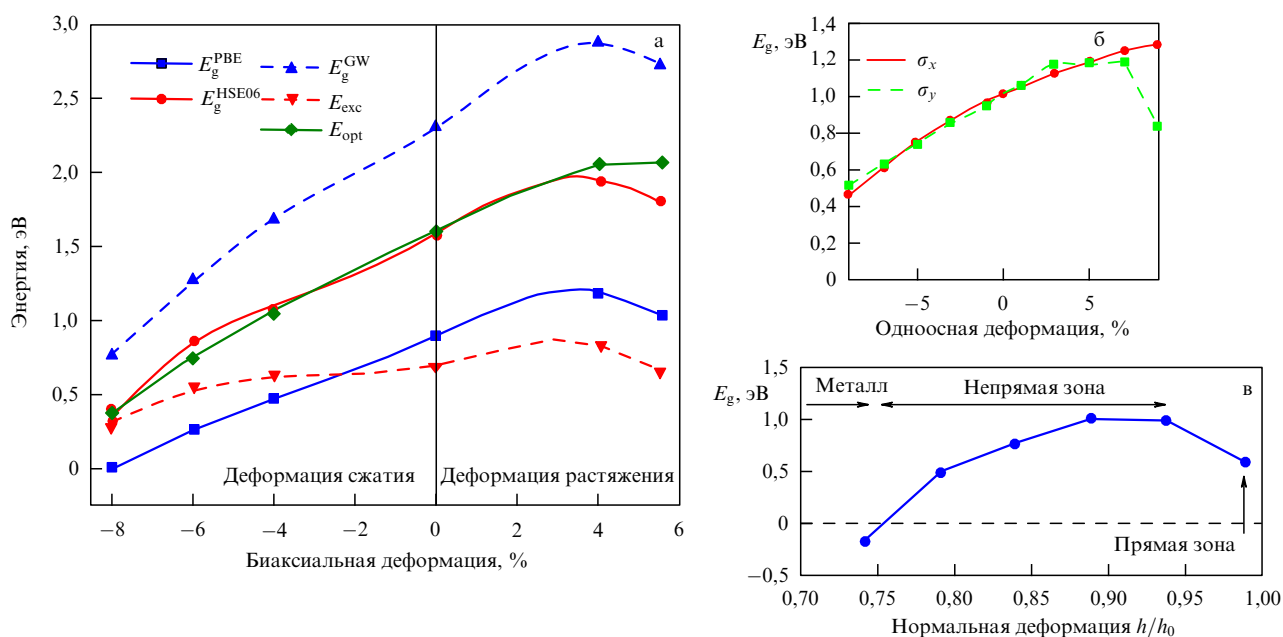 3,0
2,5
2,0
1,5
1,0
0,5
0
Энергия, эВ
а
E_g^PBE
E_g^GW
E_g^HSE06
E_exc
E_opt
Деформация сжатия
Деформация растяжения
−8
−6
−4
−2
0
2
4
6
Биаксиальная деформация, %
E_g, эВ
1,4
1,2
1,0
0,8
0,6
0,4
0,2
0
б
σ_x
σ_y
−5
0
5
Одноосная деформация, %
E_g, эВ
1,5
1,0
0,5
0
−0,5
Металл
Непрямая зона
в
Прямая зона
0,70
0,75
0,80
0,85
0,90
0,95
1,00
Нормальная деформация h/h_0